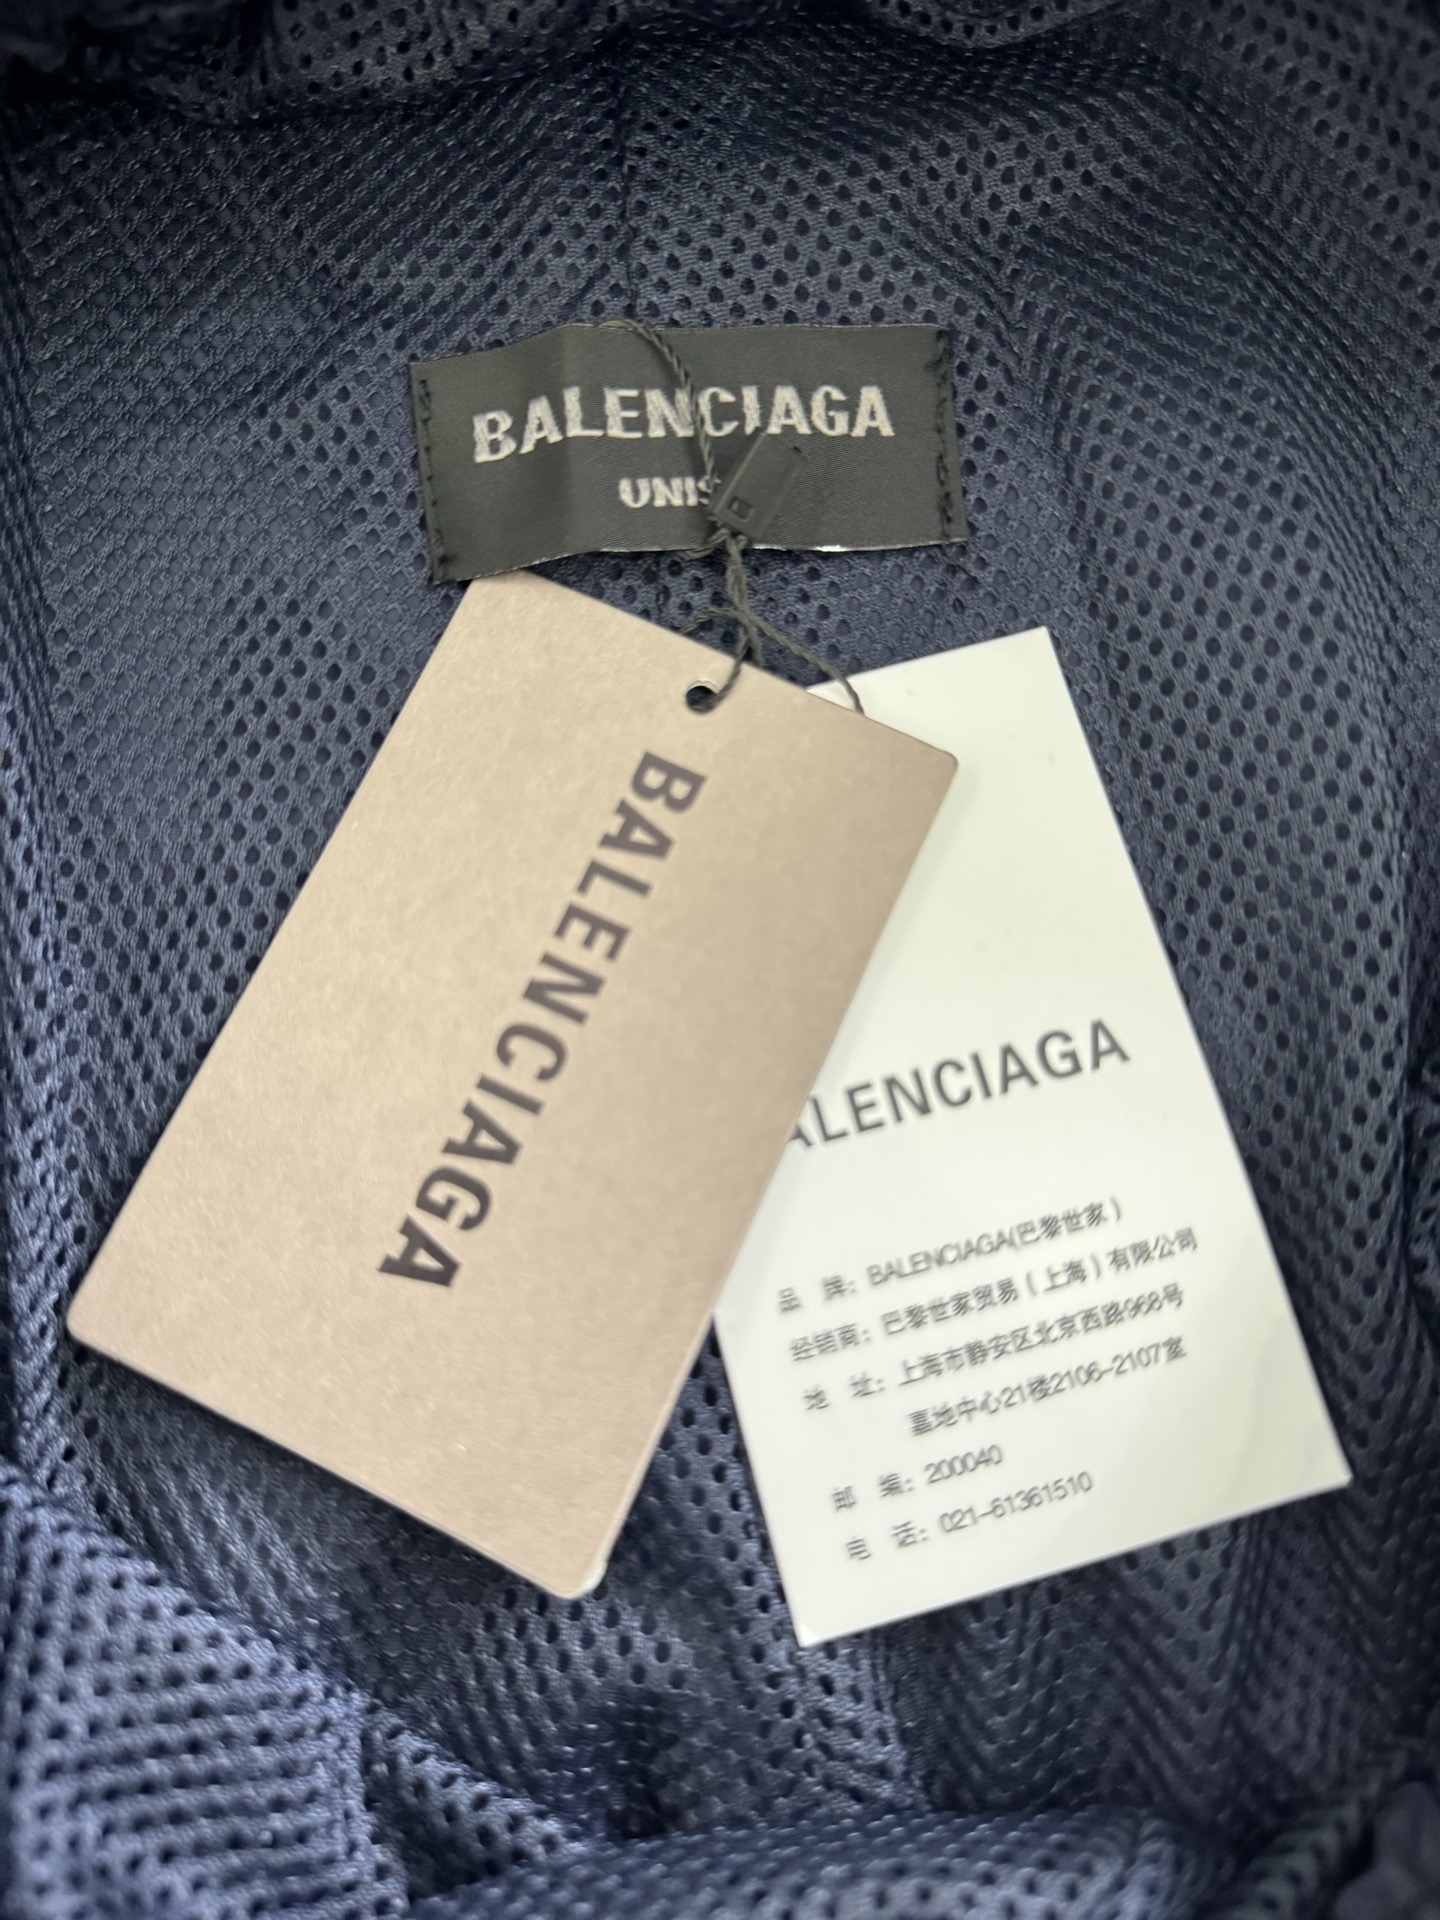 BALENCIAGA
UNIS
BALENCIAGA
ALENCIAGA
品 牌: BALENCIAGA(巴黎世家)
经销商: 巴黎世家贸易(上海)有限公司
地 址: 上海市静安区北京西路968号
嘉地中心21楼2106-2107室
邮 编: 200040
电 话: 021-61361510